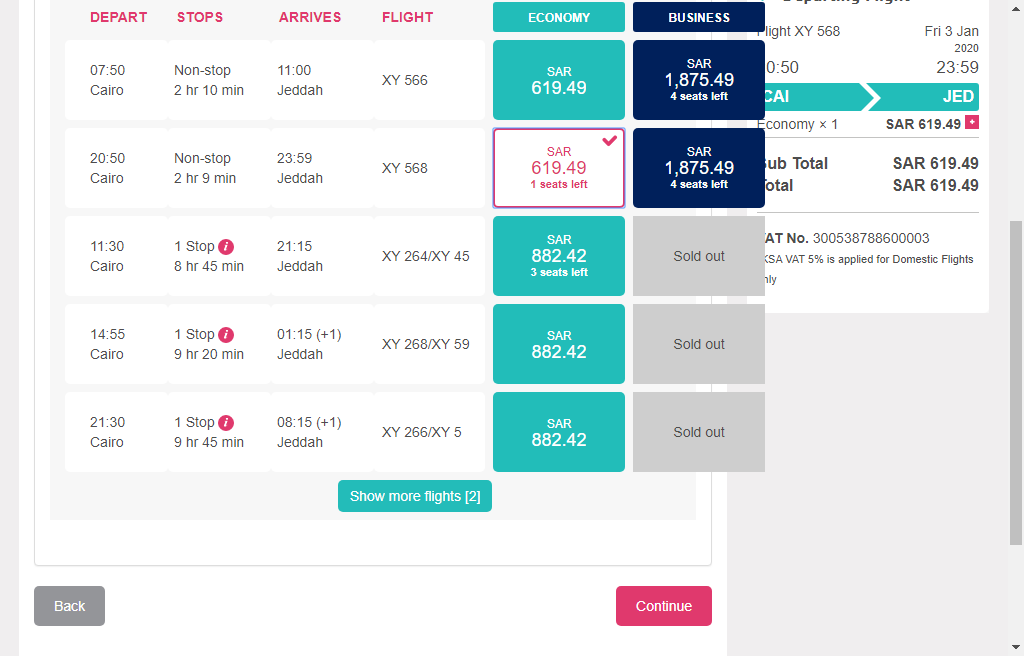 DEPART STOPS ARRIVES FLIGHT ECONOMY BUSINESS
07:50 Non-stop 11:00 XY 566 SAR 619.49 SAR 1,875.49 4 seats left
Cairo 2 hr 10 min Jeddah
20:50 Non-stop 23:59 XY 568 SAR 619.49 1 seats left SAR 1,875.49 4 seats left
Cairo 2 hr 9 min Jeddah
11:30 1 Stop i 21:15 XY 264/XY 45 SAR 882.42 3 seats left Sold out
Cairo 8 hr 45 min Jeddah
14:55 1 Stop i 01:15 (+1) XY 268/XY 59 SAR 882.42 Sold out
Cairo 9 hr 20 min Jeddah
21:30 1 Stop i 08:15 (+1) XY 266/XY 5 SAR 882.42 Sold out
Cairo 9 hr 45 min Jeddah
Show more flights [2]
Back Continue
light XY 568 Fri 3 Jan
2020
0:50 23:59
CAI JED
Economy × 1 SAR 619.49 +
ub Total SAR 619.49
otal SAR 619.49
AT No. 300538788600003
KSA VAT 5% is applied for Domestic Flights
nly